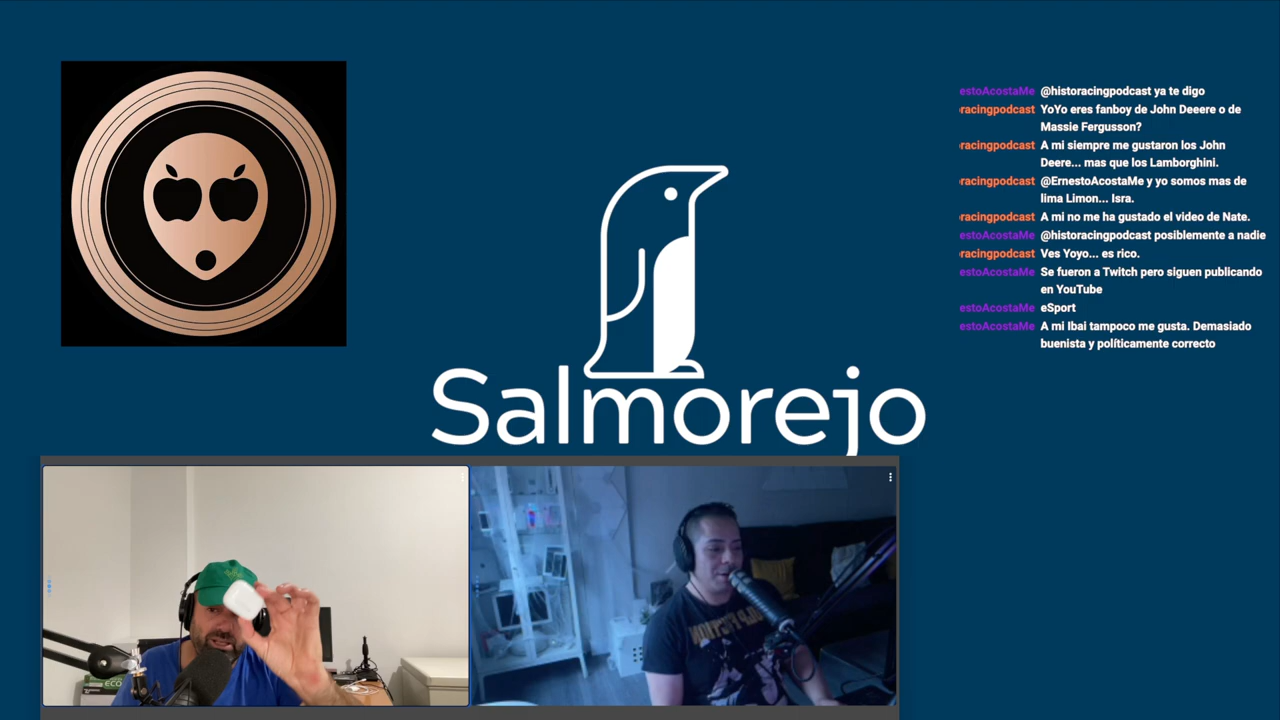 estoAcostaMe @historacingpodcast ya te digo
racingpodcast YoYo eres fanboy de John Deeere o de
Massie Fergusson?
racingpodcast A mi siempre me gustaron los John
Deere... mas que los Lamborghini.
racingpodcast @ErnestoAcostaMe y yo somos mas de
lima Limon... Isra.
racingpodcast A mi no me ha gustado el video de Nate.
estoAcostaMe @historacingpodcast posiblemente a nadie
racingpodcast Ves Yoyo... es rico.
estoAcostaMe Se fueron a Twitch pero siguen publicando
en YouTube
estoAcostaMe eSport
estoAcostaMe A mi Ibai tampoco me gusta. Demasiado
buenista y políticamente correcto
Salmorejo
ECO